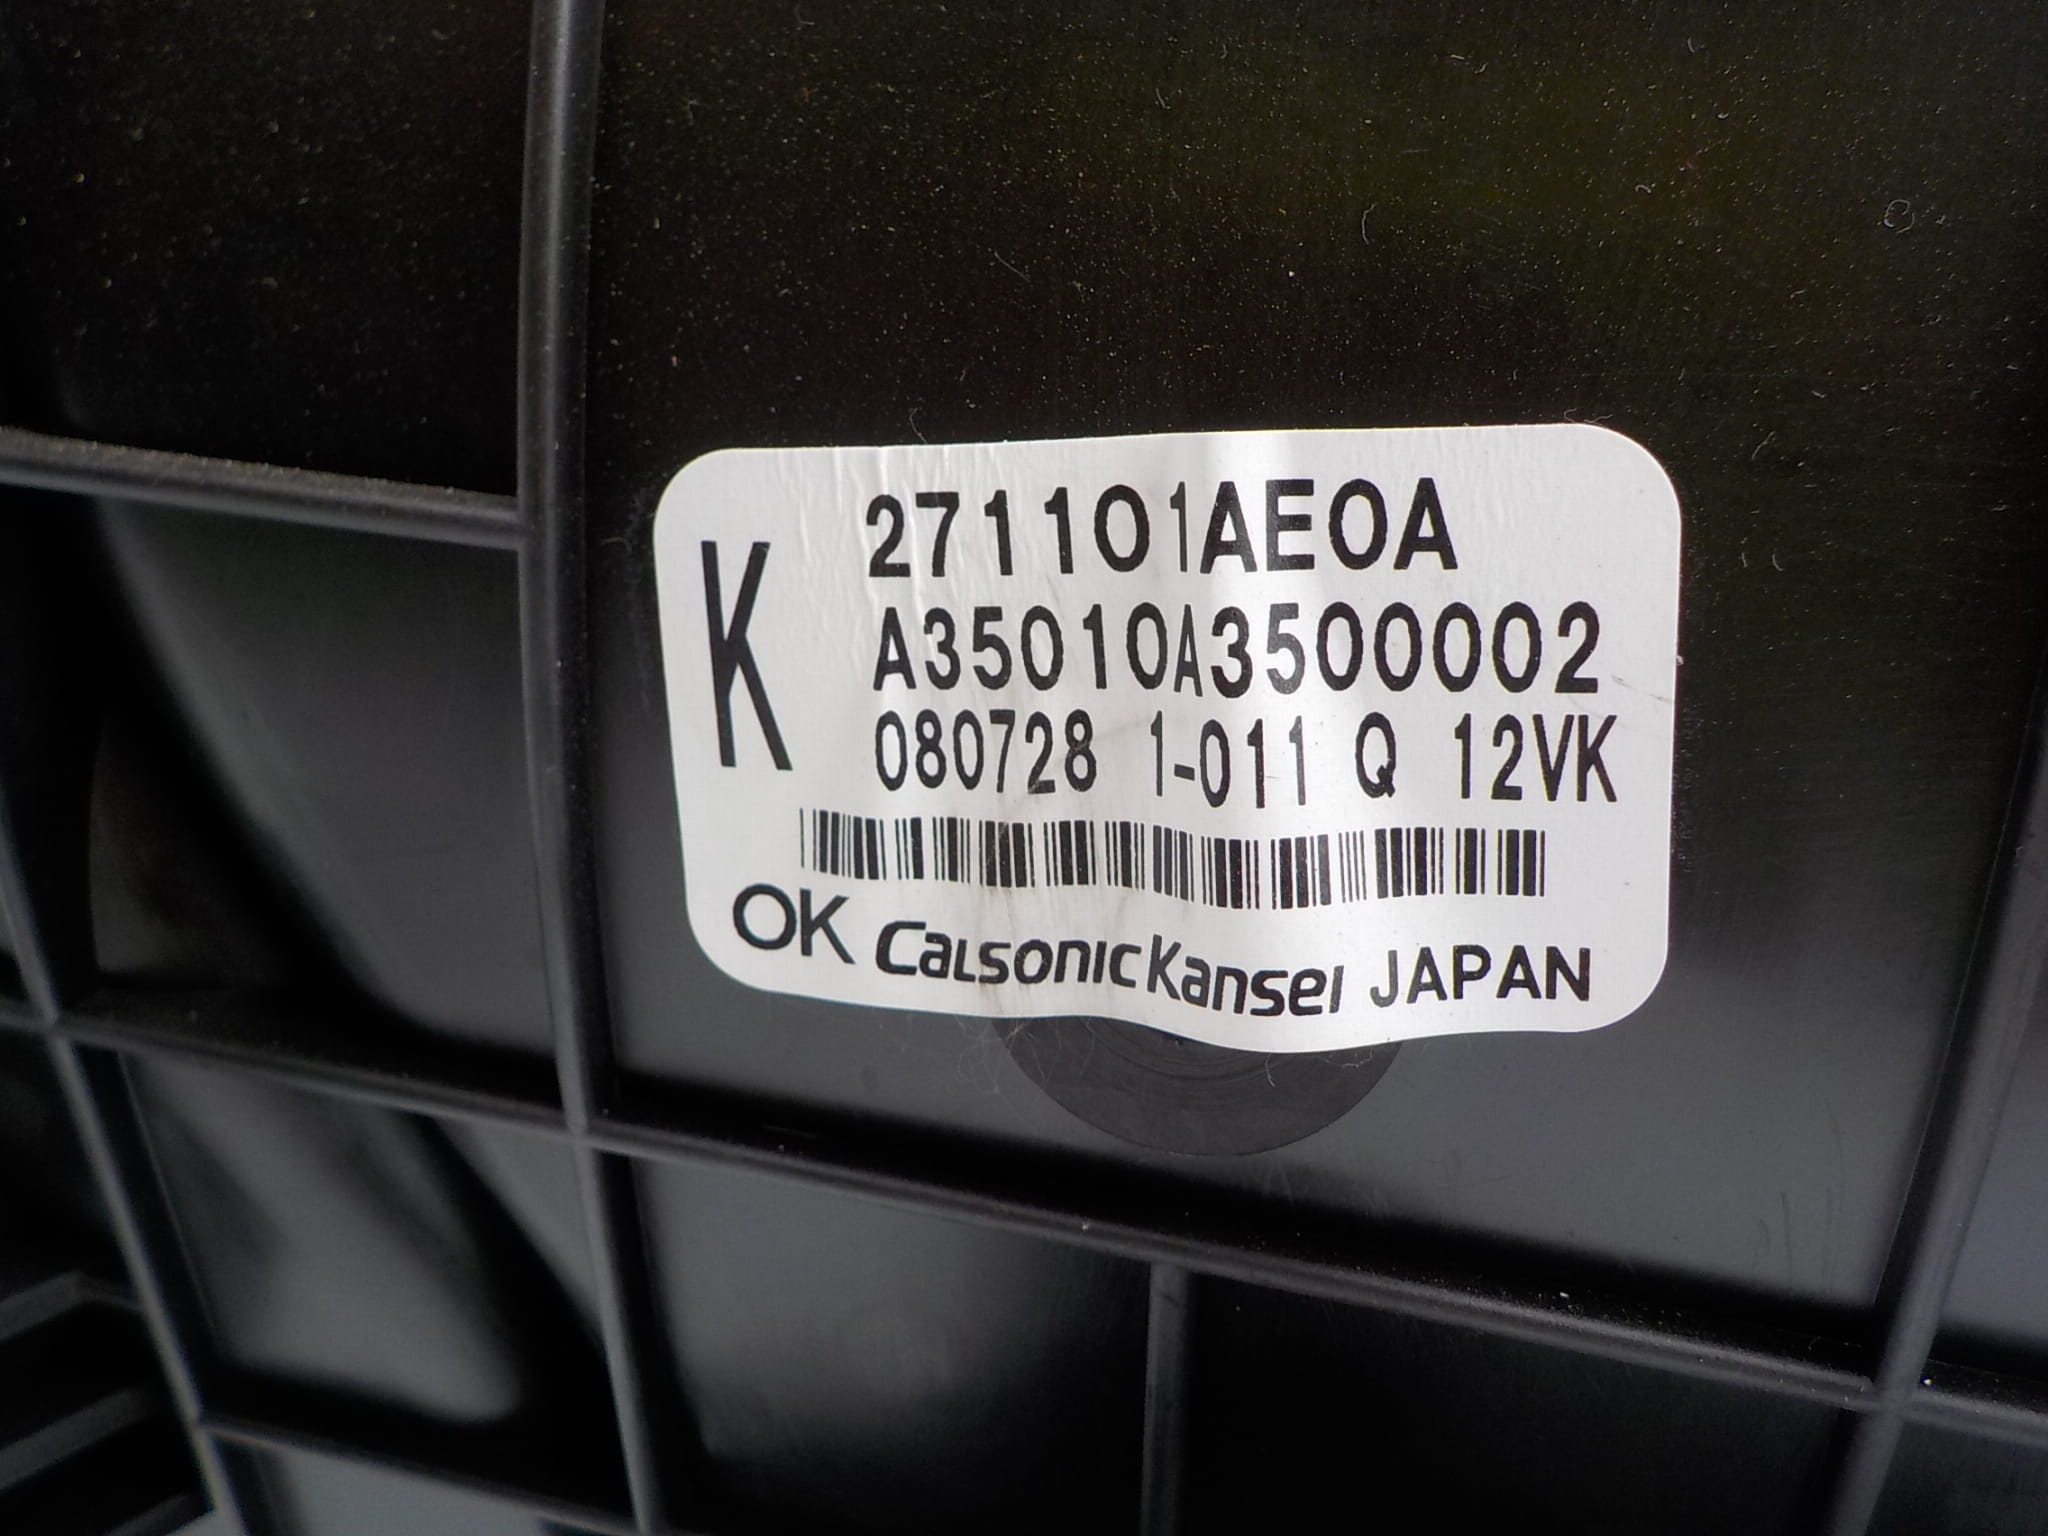 K
271101AE0A
A35010A3500002
080728 1-011 Q 12VK
OK CalsonicKansei JAPAN